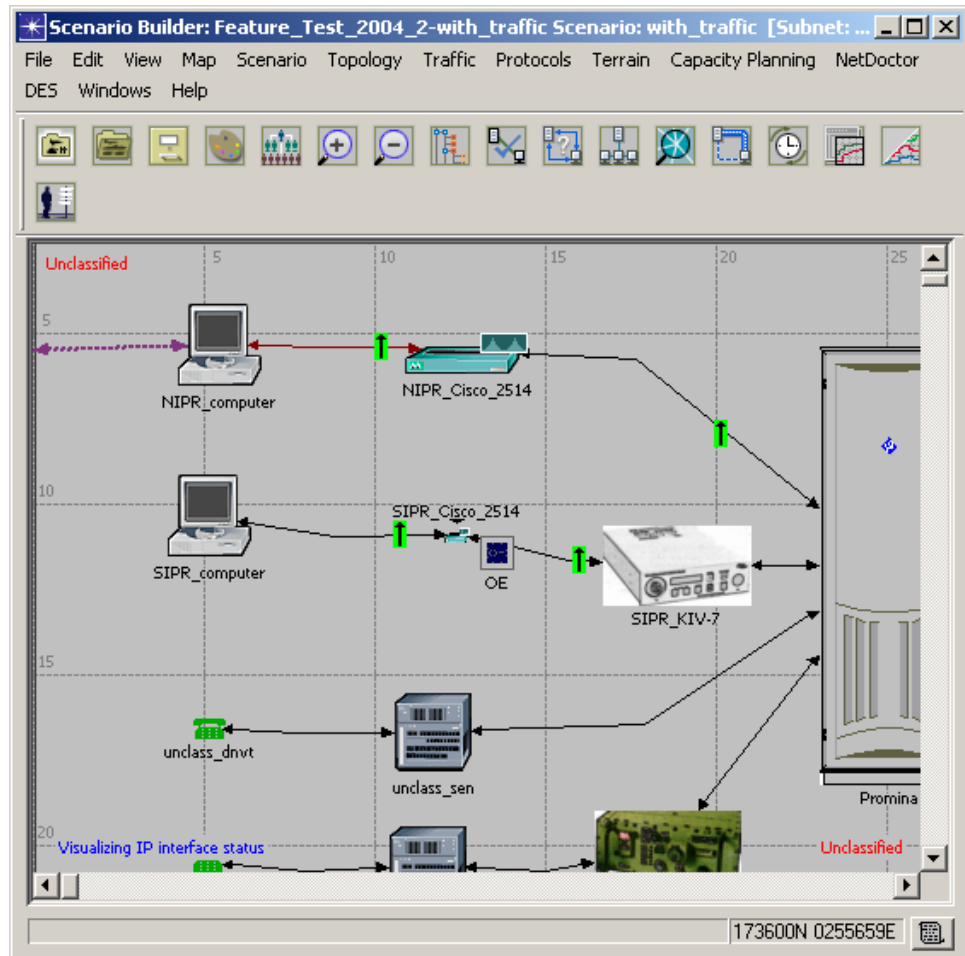 Scenario Builder: Feature_Test_2004_2-with_traffic Scenario: with_traffic [Subnet: ...
File Edit View Map Scenario Topology Traffic Protocols Terrain Capacity Planning NetDoctor
DES Windows Help
Unclassified
5 10 15 20 25
5
NIPR_computer
NIPR_Cisco_2514
10
SIPR_Cisco_2514
SIPR_computer
OE
SIPR_KIV-7
15
unclass_dnvt
unclass_sen
Promina
20
Visualizing IP interface status
Unclassified
173600N 0255659E